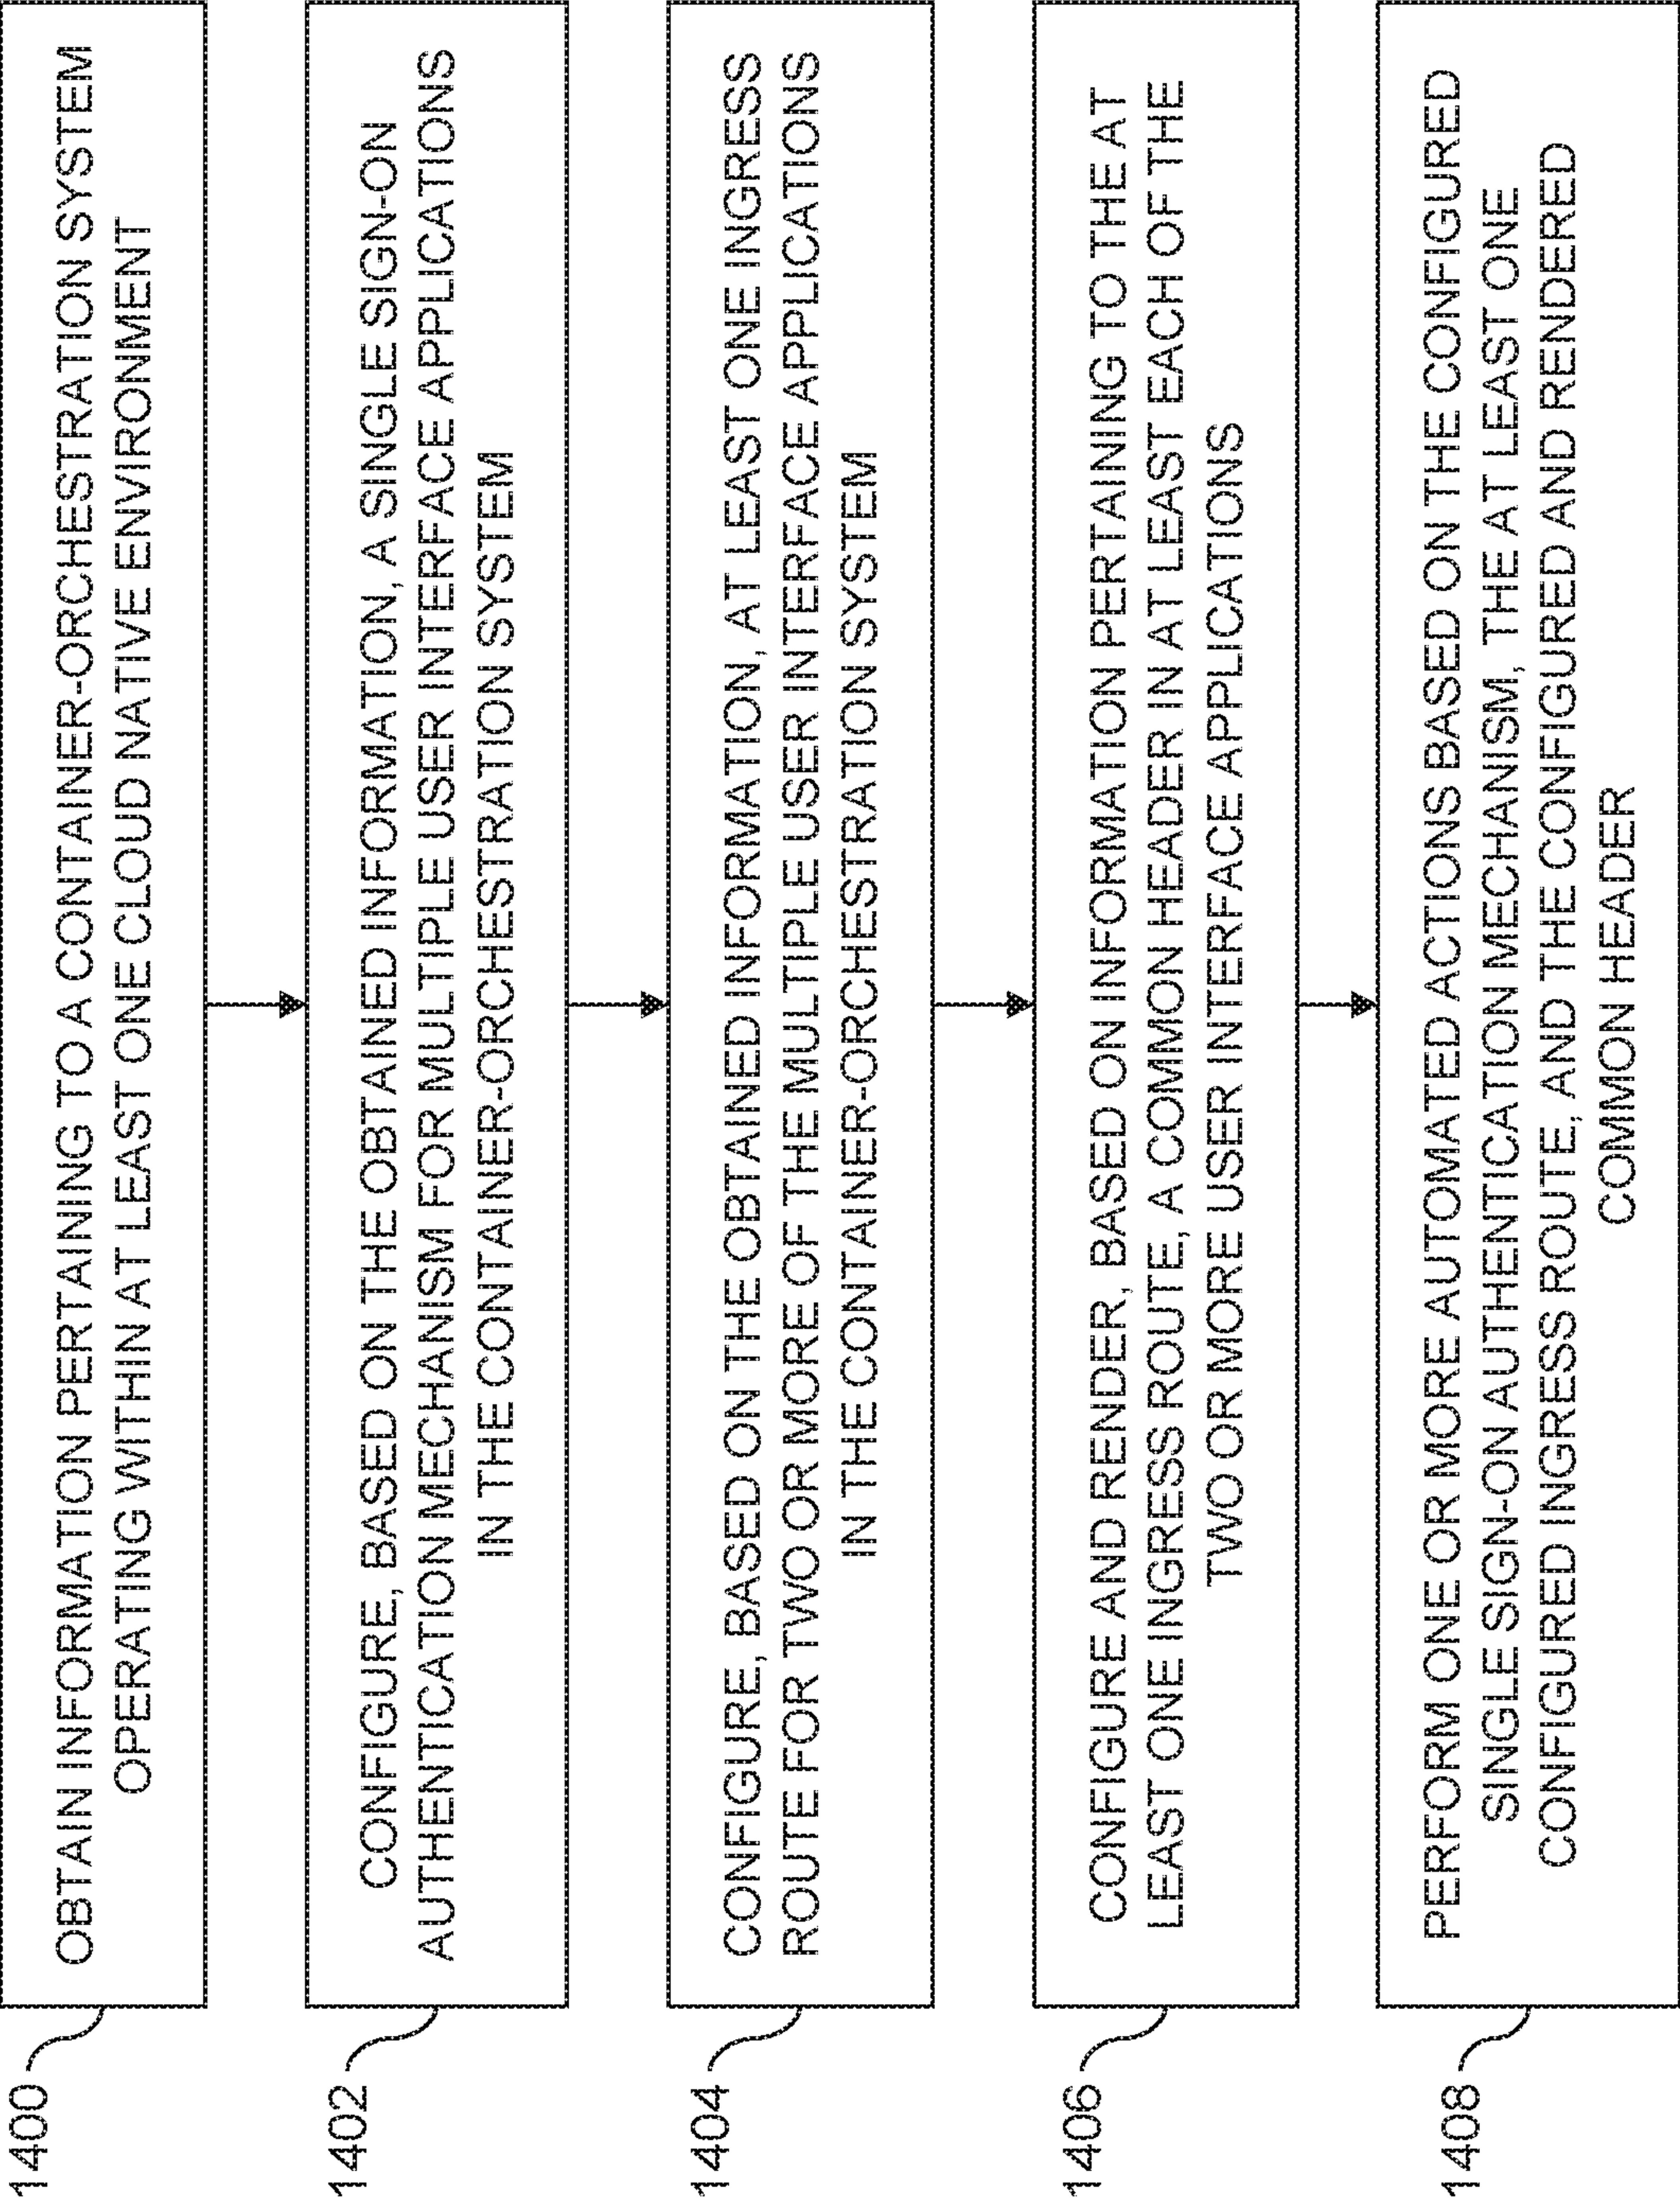 1400
OBTAIN INFORMATION PERTAINING TO A CONTAINER-ORCHESTRATION SYSTEM
OPERATING WITHIN AT LEAST ONE CLOUD NATIVE ENVIRONMENT
1402
CONFIGURE, BASED ON THE OBTAINED INFORMATION, A SINGLE SIGN-ON
AUTHENTICATION MECHANISM FOR MULTIPLE USER INTERFACE APPLICATIONS
IN THE CONTAINER-ORCHESTRATION SYSTEM
1404
CONFIGURE, BASED ON THE OBTAINED INFORMATION, AT LEAST ONE INGRESS
ROUTE FOR TWO OR MORE OF THE MULTIPLE USER INTERFACE APPLICATIONS
IN THE CONTAINER-ORCHESTRATION SYSTEM
1406
CONFIGURE AND RENDER, BASED ON INFORMATION PERTAINING TO THE AT
LEAST ONE INGRESS ROUTE, A COMMON HEADER IN AT LEAST EACH OF THE
TWO OR MORE USER INTERFACE APPLICATIONS
1408
PERFORM ONE OR MORE AUTOMATED ACTIONS BASED ON THE CONFIGURED
SINGLE SIGN-ON AUTHENTICATION MECHANISM, THE AT LEAST ONE
CONFIGURED INGRESS ROUTE, AND THE CONFIGURED AND RENDERED
COMMON HEADER